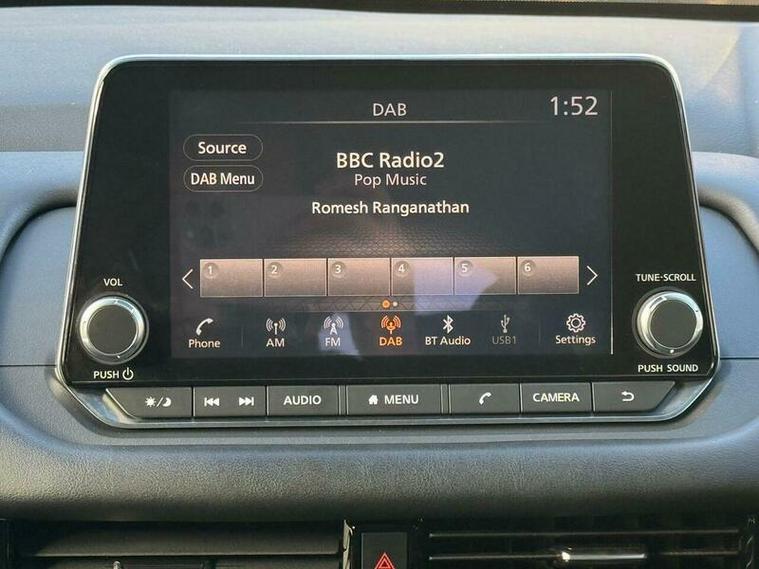 DAB
1:52
Source
BBC Radio2
DAB Menu
Pop Music
Romesh Ranganathan
VOL
TUNE·SCROLL
1 2 3 4 5 6
Phone AM FM DAB BT Audio USB1 Settings
PUSH
PUSH SOUND
AUDIO MENU CAMERA